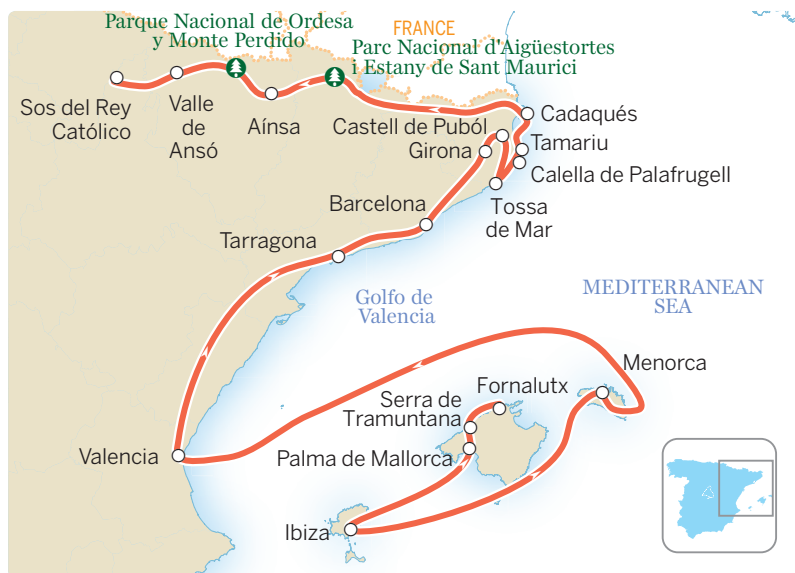 Parque Nacional de Ordesa
y Monte Perdido
FRANCE
Parc Nacional d'Aigüestortes
i Estany de Sant Maurici
Sos del Rey
Católico
Valle
de
Ansó
Aínsa
Castell de Puból
Girona
Cadaqués
Tamariu
Calella de Palafrugell
Tossa
de Mar
Barcelona
Tarragona
Golfo de
Valencia
MEDITERRANEAN
SEA
Menorca
Fornalutx
Serra de
Tramuntana
Palma de Mallorca
Valencia
Ibiza